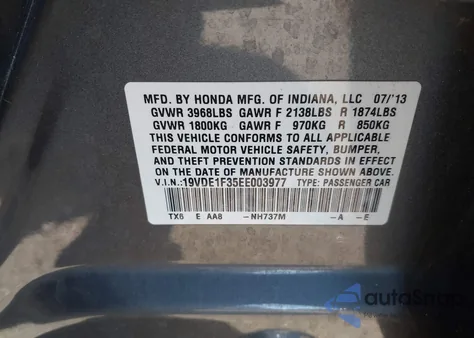 MFD. BY HONDA MFG. OF INDIANA, LLC 07/'13
GVWR 3968LBS GAWR F 2138LBS R 1874LBS
GVWR 1800KG GAWR F 970KG R 850KG
THIS VEHICLE CONFORMS TO ALL APPLICABLE
FEDERAL MOTOR VEHICLE SAFETY, BUMPER,
AND THEFT PREVENTION STANDARDS IN EFFECT
ON THE DATE OF MANUFACTURE SHOWN ABOVE.
V.I.N.: 19VDE1F35EE003977 TYPE: PASSENGER CAR
TX6 E AA8 -NH737M -A -E
autoSnap